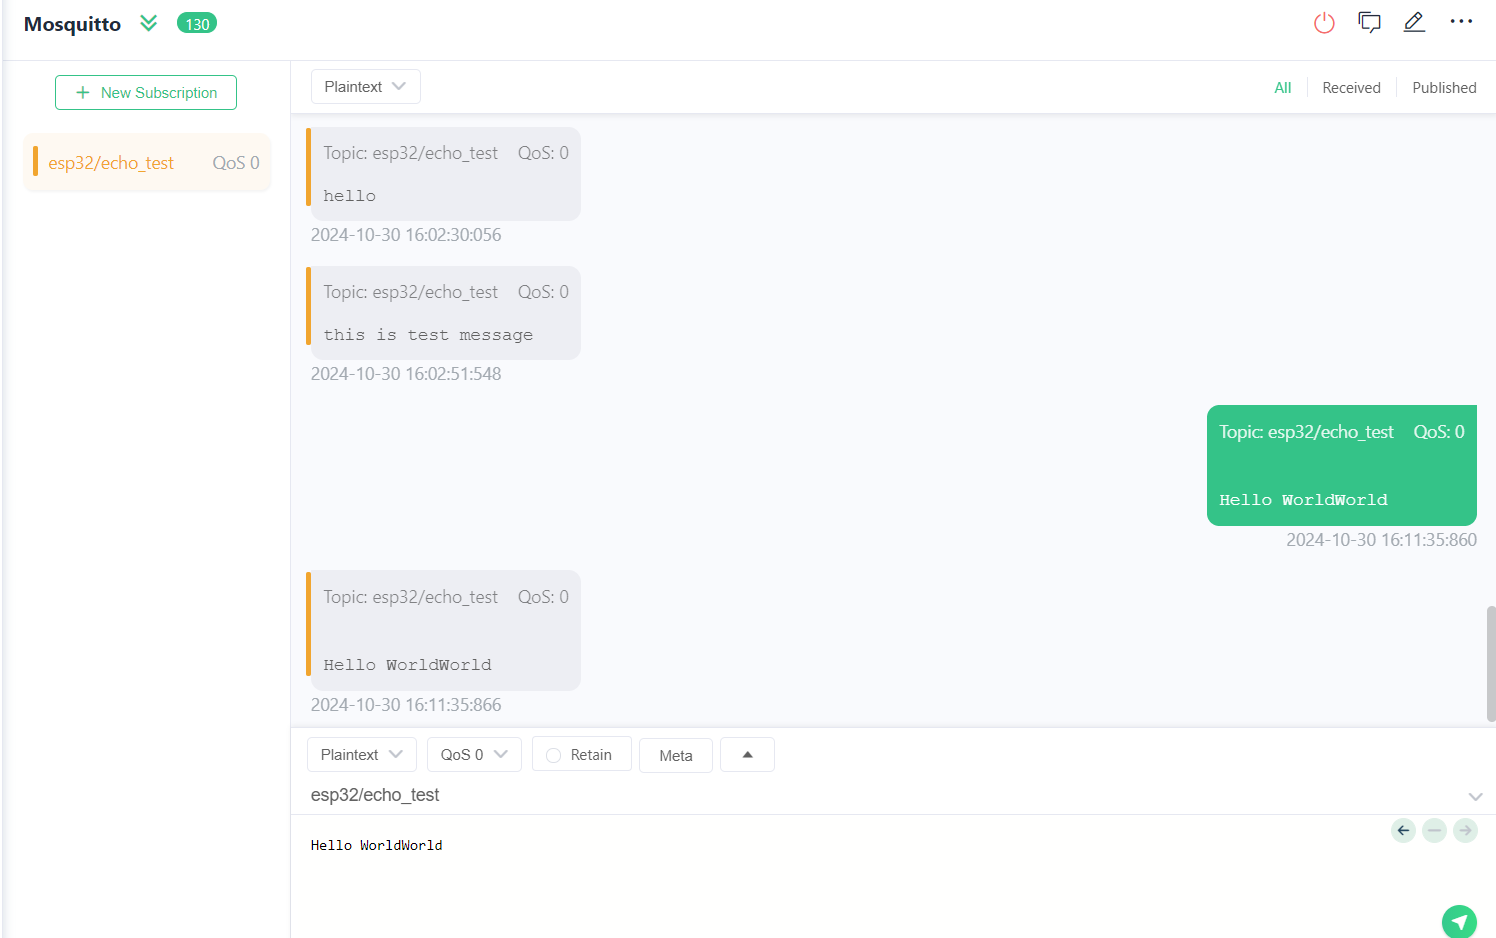 Mosquitto 130
New Subscription
esp32/echo_test QoS 0
Plaintext All Received Published
Topic: esp32/echo_test QoS: 0
hello
2024-10-30 16:02:30:056
Topic: esp32/echo_test QoS: 0
this is test message
2024-10-30 16:02:51:548
Topic: esp32/echo_test QoS: 0
Hello WorldWorld
2024-10-30 16:11:35:860
Topic: esp32/echo_test QoS: 0
Hello WorldWorld
2024-10-30 16:11:35:866
Plaintext QoS 0 Retain Meta
esp32/echo_test
Hello WorldWorld